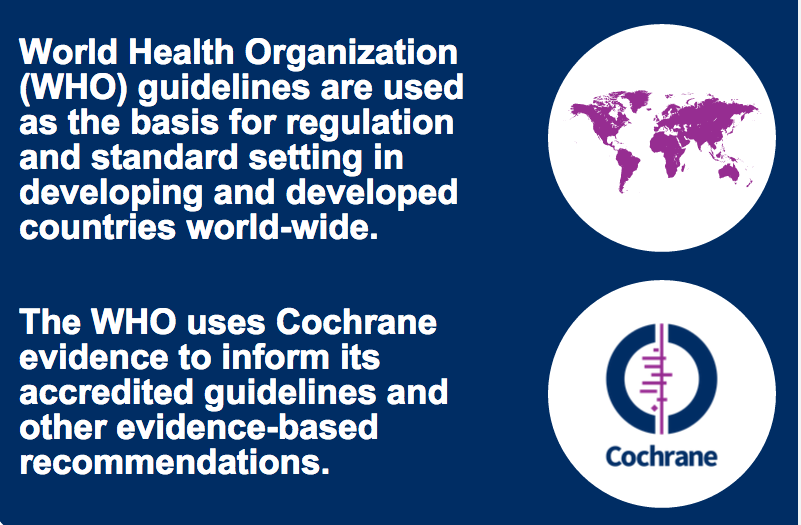 World Health Organization
(WHO) guidelines are used
as the basis for regulation
and standard setting in
developing and developed
countries world-wide.
The WHO uses Cochrane
evidence to inform its
accredited guidelines and
other evidence-based
recommendations.
Cochrane